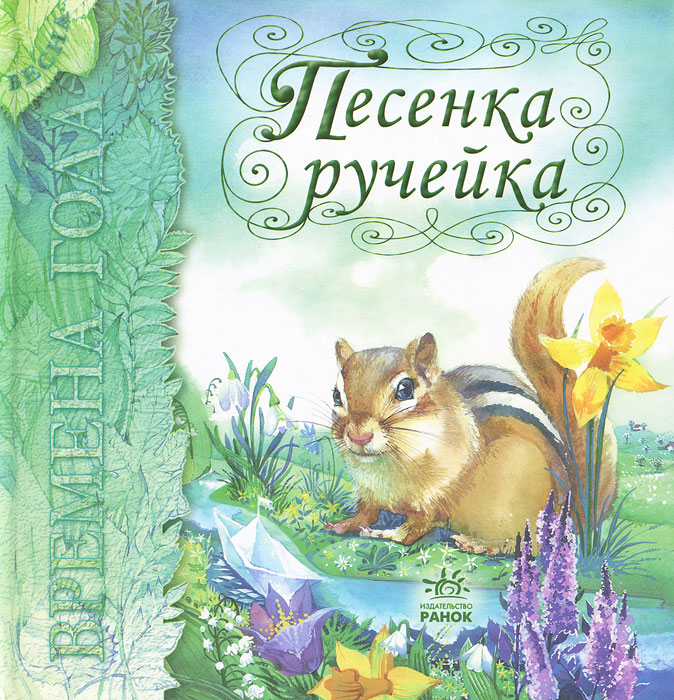 ВЕСНА
ВРЕМЕНА ГОДА
Песенка
ручейка
ИЗДАТЕЛЬСТВО
РАНОК